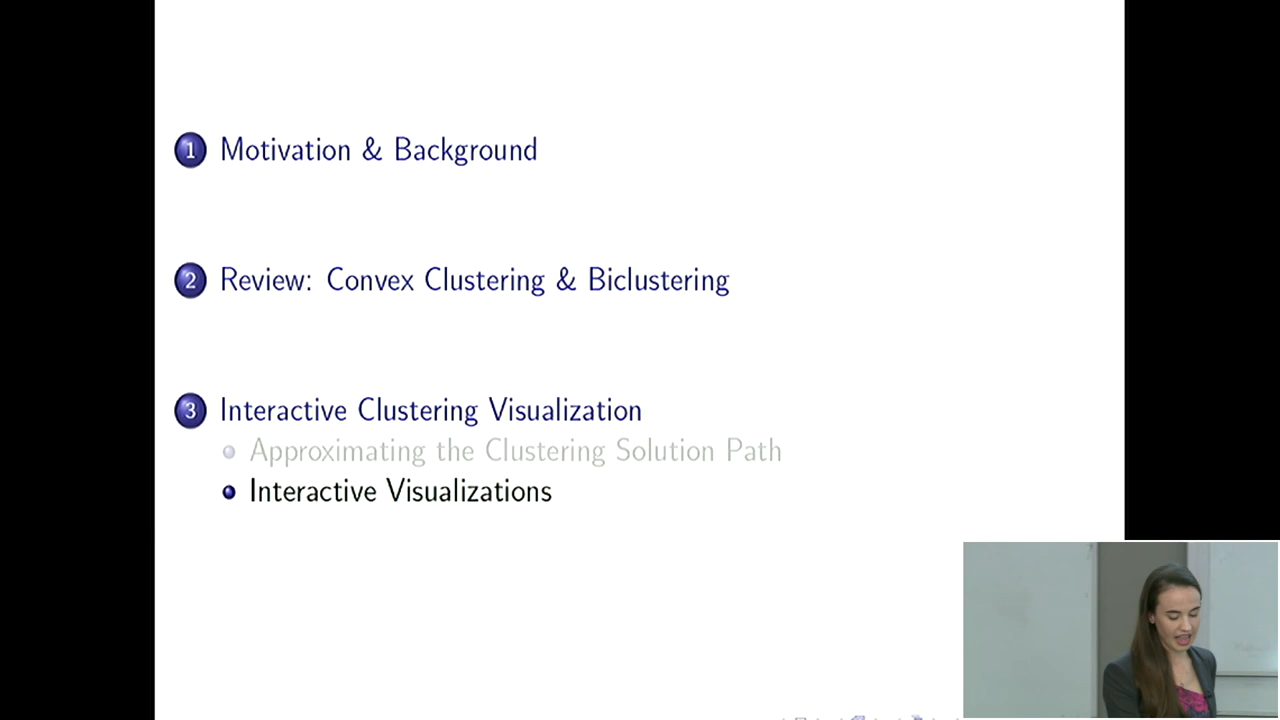 1 Motivation & Background
2 Review: Convex Clustering & Biclustering
3 Interactive Clustering Visualization
Approximating the Clustering Solution Path
Interactive Visualizations